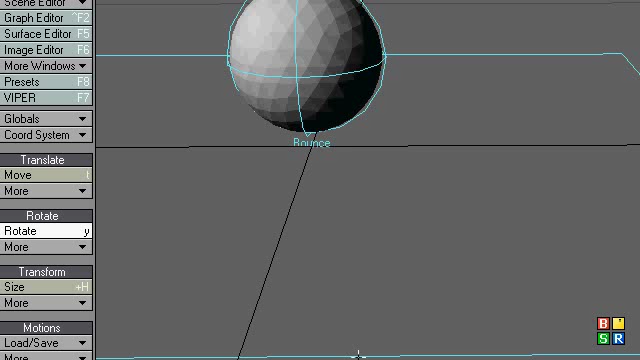 Scene Editor
Graph Editor ^F2
Surface Editor F5
Image Editor F6
More Windows
Presets F8
VIPER F7
Globals
Coord System
Translate
Move t
More
Rotate
Rotate y
More
Transform
Size +H
More
Motions
Load/Save
More
Bounce
B
S R